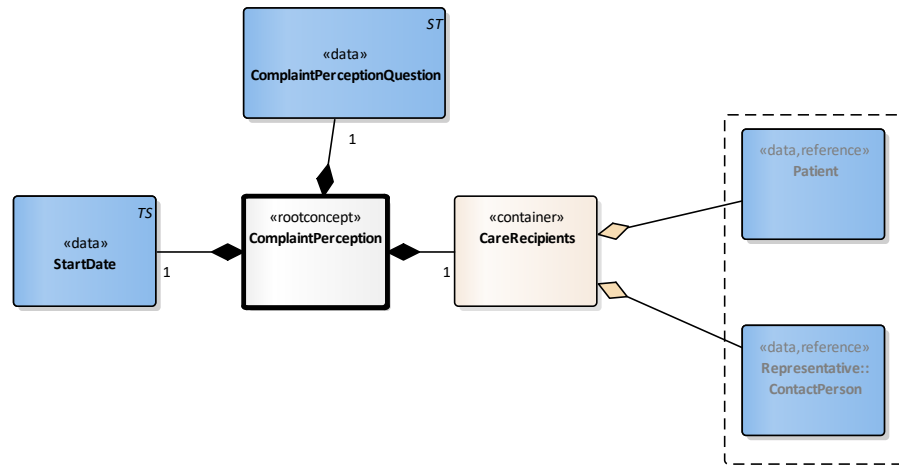 ST
«data»
ComplaintPerceptionQuestion
1
TS
«data»
StartDate
1
«rootconcept»
ComplaintPerception
1
«container»
CareRecipients
«data,reference»
Patient
«data,reference»
Representative::
ContactPerson